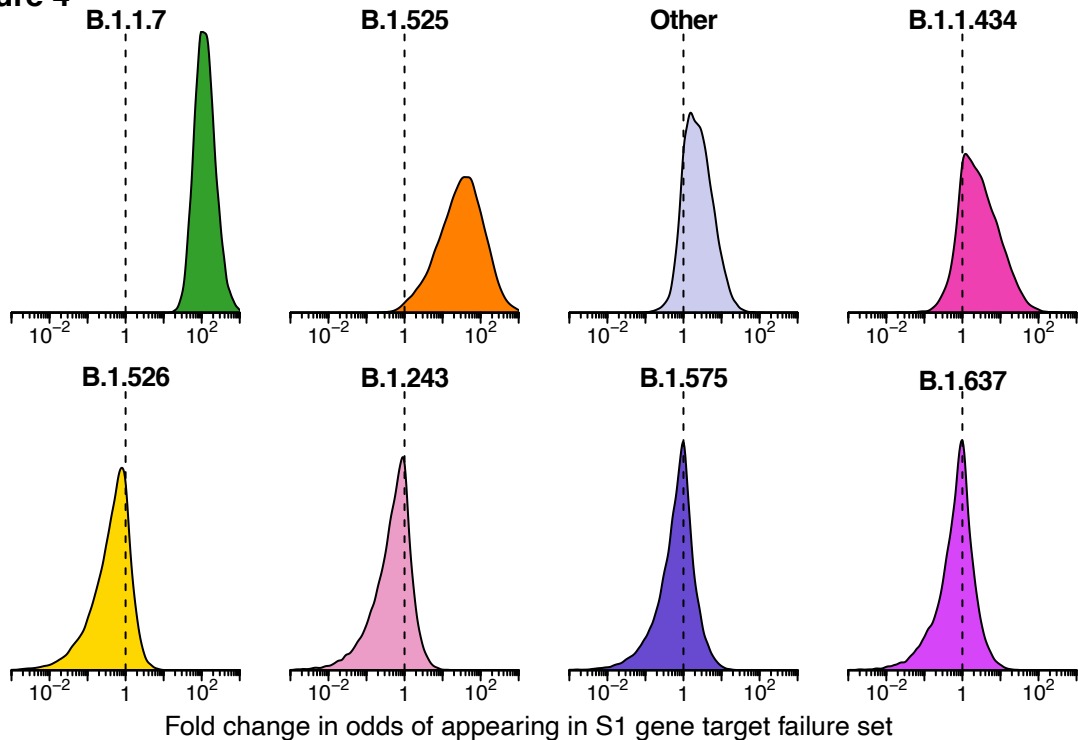 B.1.1.7 B.1.525 Other B.1.1.434
10⁻² 1 10² 10⁻² 1 10² 10⁻² 1 10² 10⁻² 1 10²
B.1.526 B.1.243 B.1.575 B.1.637
10⁻² 1 10² 10⁻² 1 10² 10⁻² 1 10² 10⁻² 1 10²
Fold change in odds of appearing in S1 gene target failure set